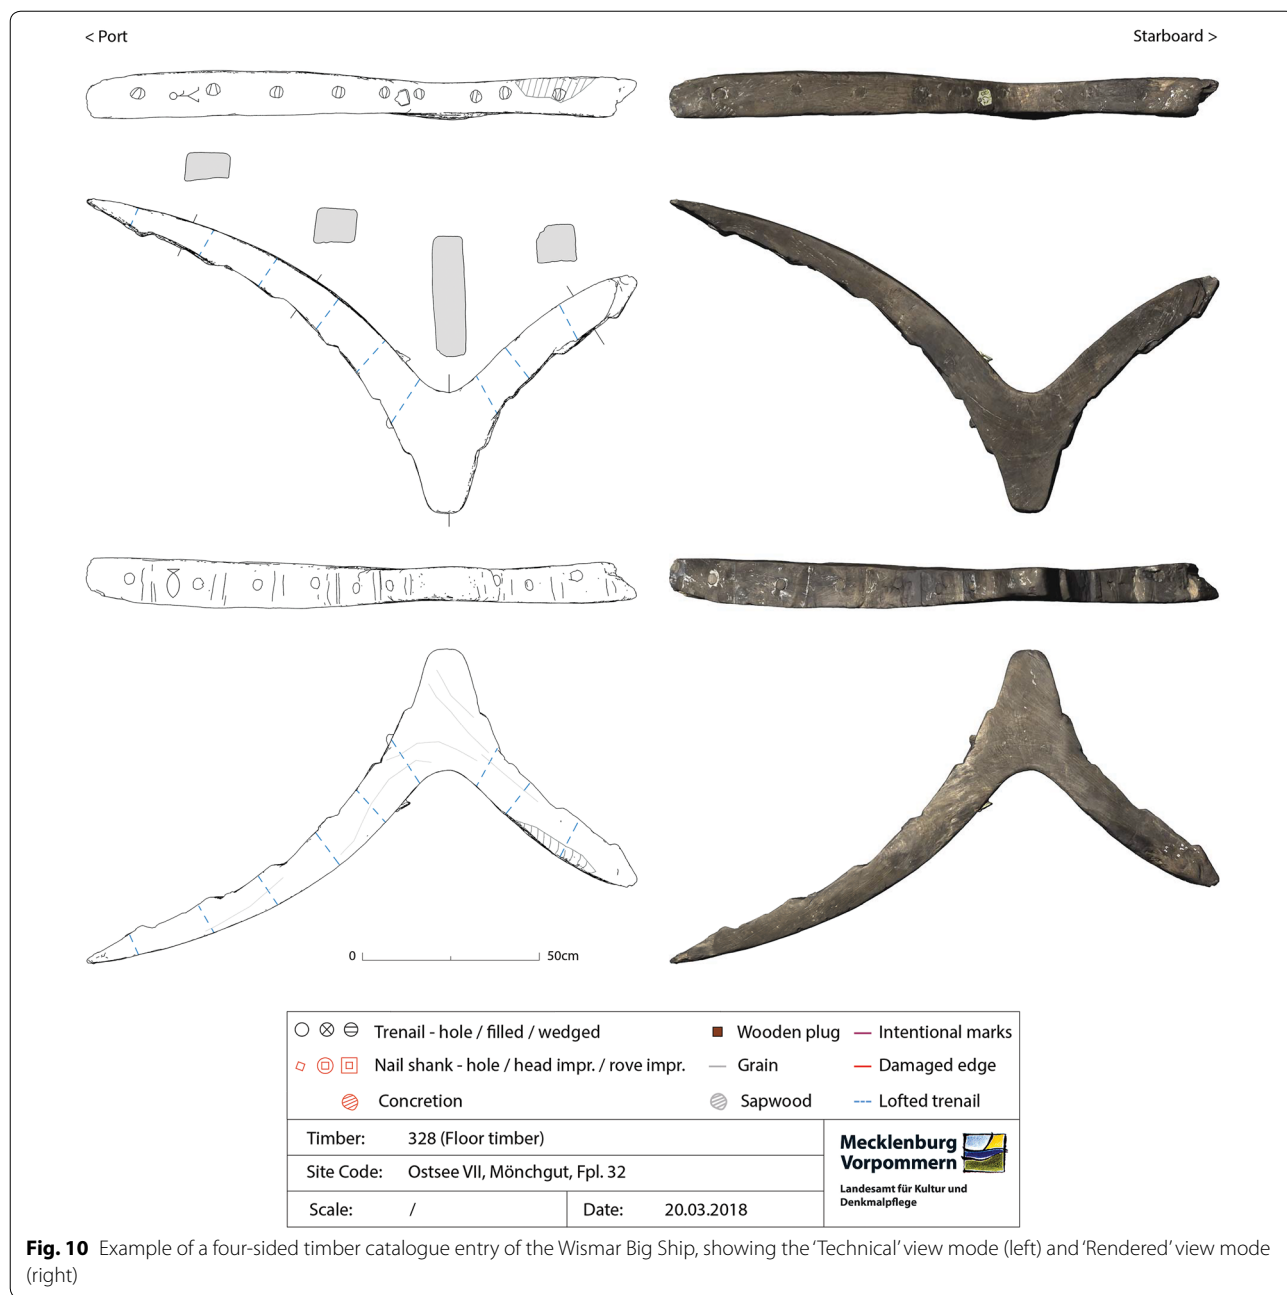 < Port
Starboard >
0
50cm
Trenail - hole / filled / wedged
Wooden plug
Intentional marks
Nail shank - hole / head impr. / rove impr.
Grain
Damaged edge
Concretion
Sapwood
Lofted trenail
Timber: 328 (Floor timber)
Site Code: Ostsee VII, Mönchgut, Fpl. 32
Scale: /
Date: 20.03.2018
Mecklenburg
Vorpommern
Landesamt für Kultur und
Denkmalpflege
Fig. 10 Example of a four-sided timber catalogue entry of the Wismar Big Ship, showing the ‘Technical’ view mode (left) and ‘Rendered’ view mode
(right)